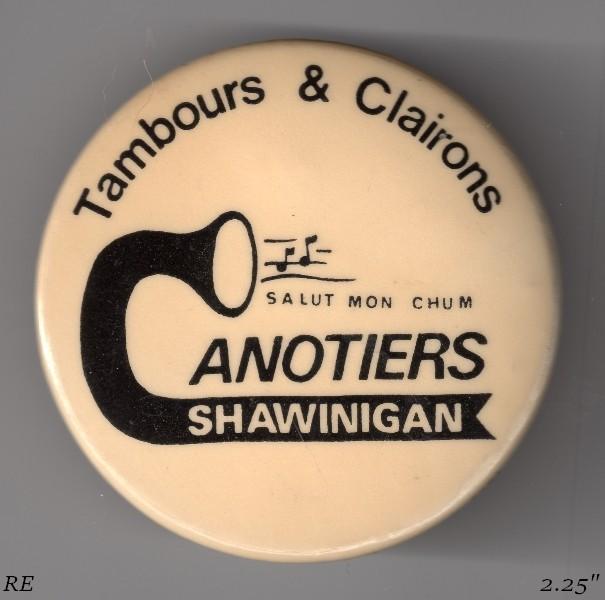 Tambours & Clairons
SALUT MON CHUM
CANOTIERS
SHAWINIGAN
RE
2.25"